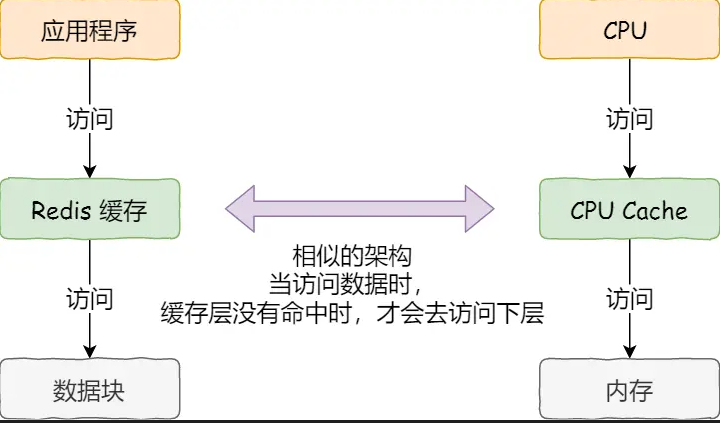 应用程序
CPU
访问
访问
Redis 缓存
CPU Cache
相似的架构
当访问数据时，
缓存层没有命中时，才会去访问下层
访问
访问
数据块
内存